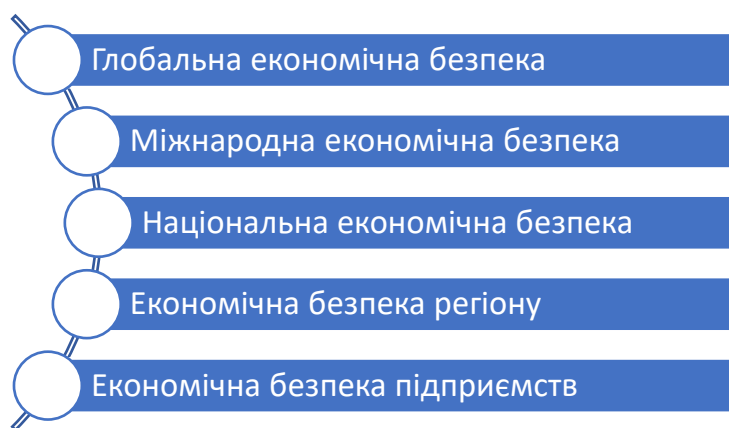 Глобальна економічна безпека
Міжнародна економічна безпека
Національна економічна безпека
Економічна безпека регіону
Економічна безпека підприємств